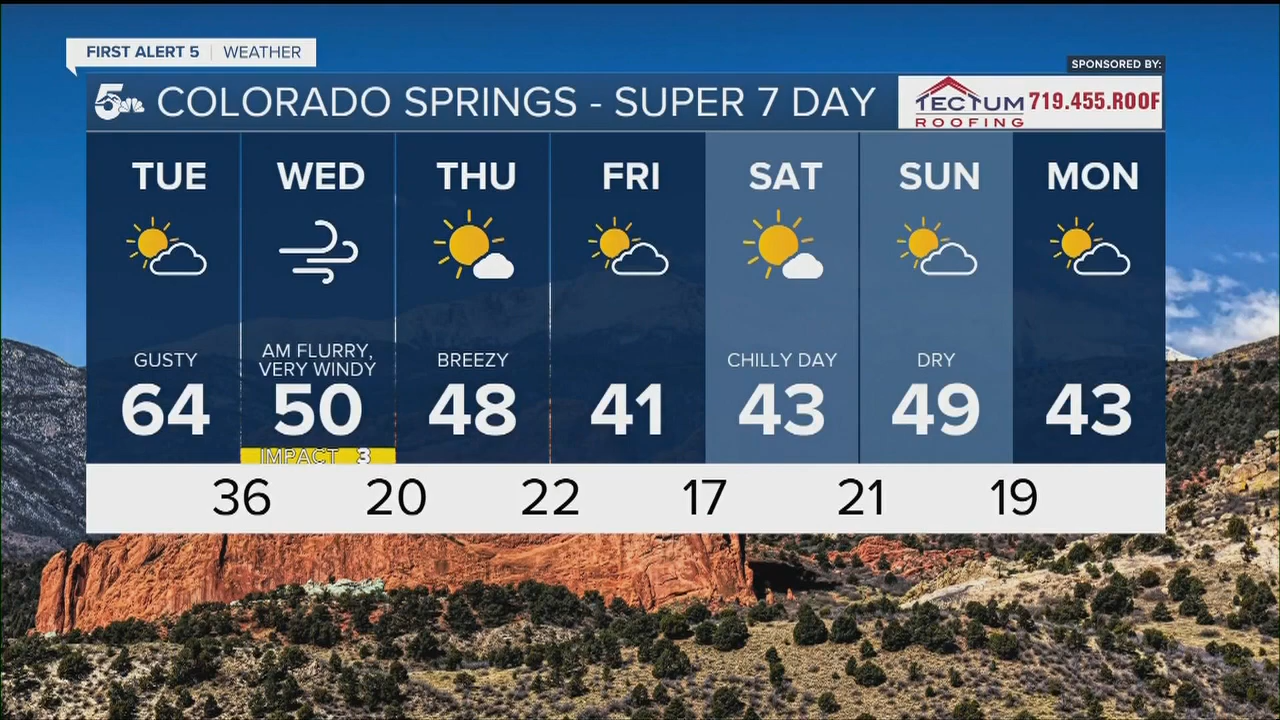 FIRST ALERT 5 | WEATHER
SPONSORED BY:
5 COLORADO SPRINGS - SUPER 7 DAY
TECTUM 719.455.ROOF
ROOFING
TUE WED THU FRI SAT SUN MON
GUSTY AM FLURRY, VERY WINDY BREEZY CHILLY DAY DRY
64 50 48 41 43 49 43
IMPACT 3
36 20 22 17 21 19